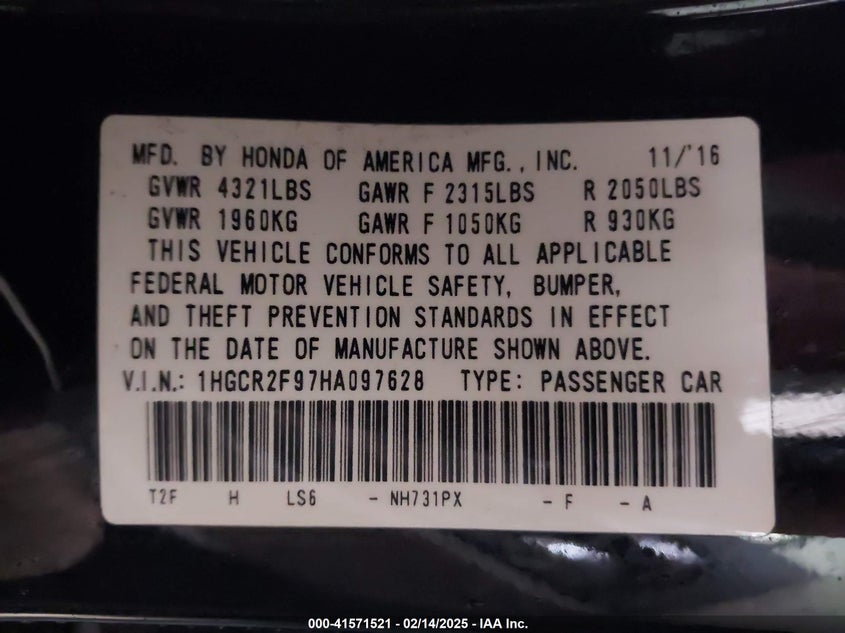 MFD. BY HONDA OF AMERICA MFG., INC. 11/'16
GVWR 4321LBS GAWR F 2315LBS R 2050LBS
GVWR 1960KG GAWR F 1050KG R 930KG
THIS VEHICLE CONFORMS TO ALL APPLICABLE
FEDERAL MOTOR VEHICLE SAFETY, BUMPER,
AND THEFT PREVENTION STANDARDS IN EFFECT
ON THE DATE OF MANUFACTURE SHOWN ABOVE.
V.I.N.: 1HGCR2F97HA097628 TYPE: PASSENGER CAR
T2F H LS6 - NH731PX - F - A
000-41571521 - 02/14/2025 - IAA Inc.